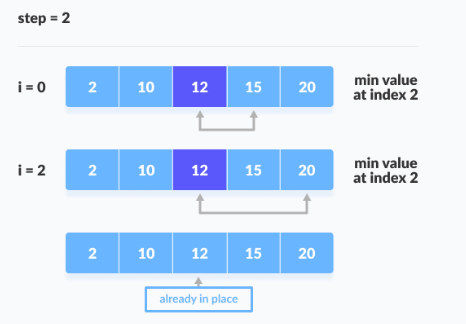 step = 2
i = 0 2 10 12 15 20 min value
at index 2
i = 2 2 10 12 15 20 min value
at index 2
2 10 12 15 20
already in place